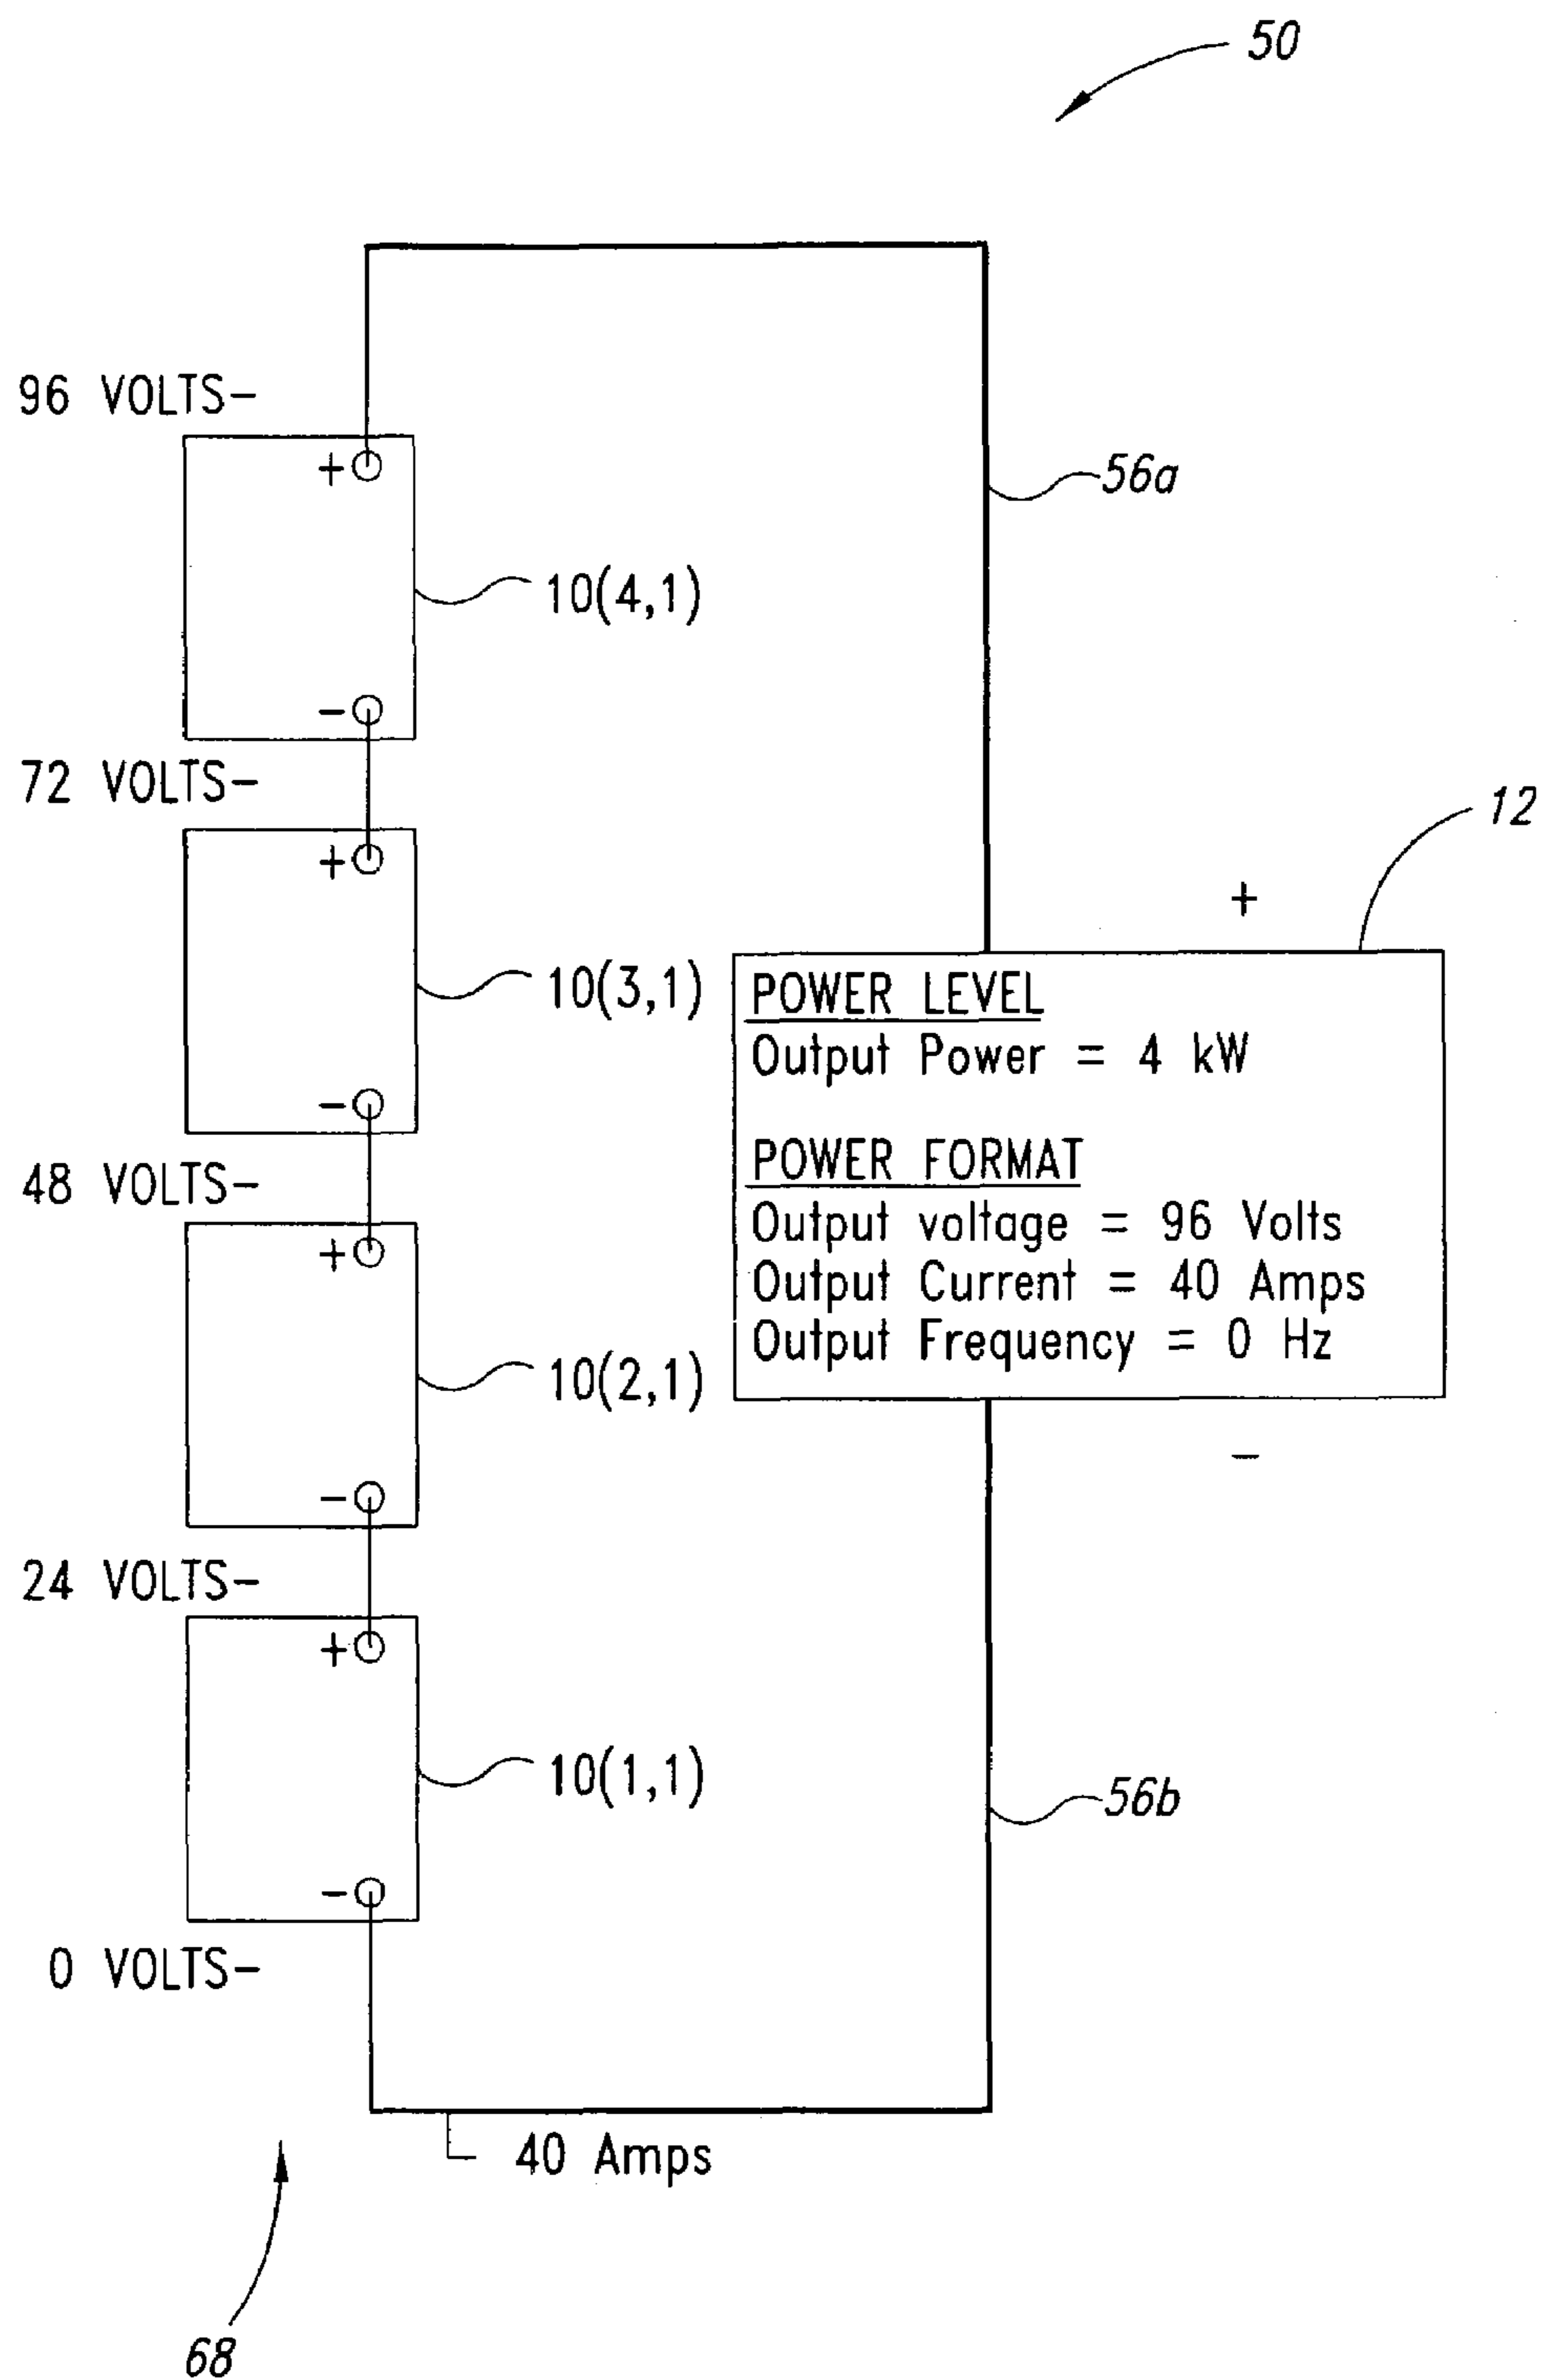 50
96 VOLTS-
+
56a
10(4,1)
-
72 VOLTS-
12
+
+
10(3,1)
POWER LEVEL
Output Power = 4 kW
-
POWER FORMAT
48 VOLTS-
Output voltage = 96 Volts
+
Output Current = 40 Amps
Output Frequency = 0 Hz
10(2,1)
-
-
24 VOLTS-
+
10(1,1)
56b
-
0 VOLTS-
40 Amps
68